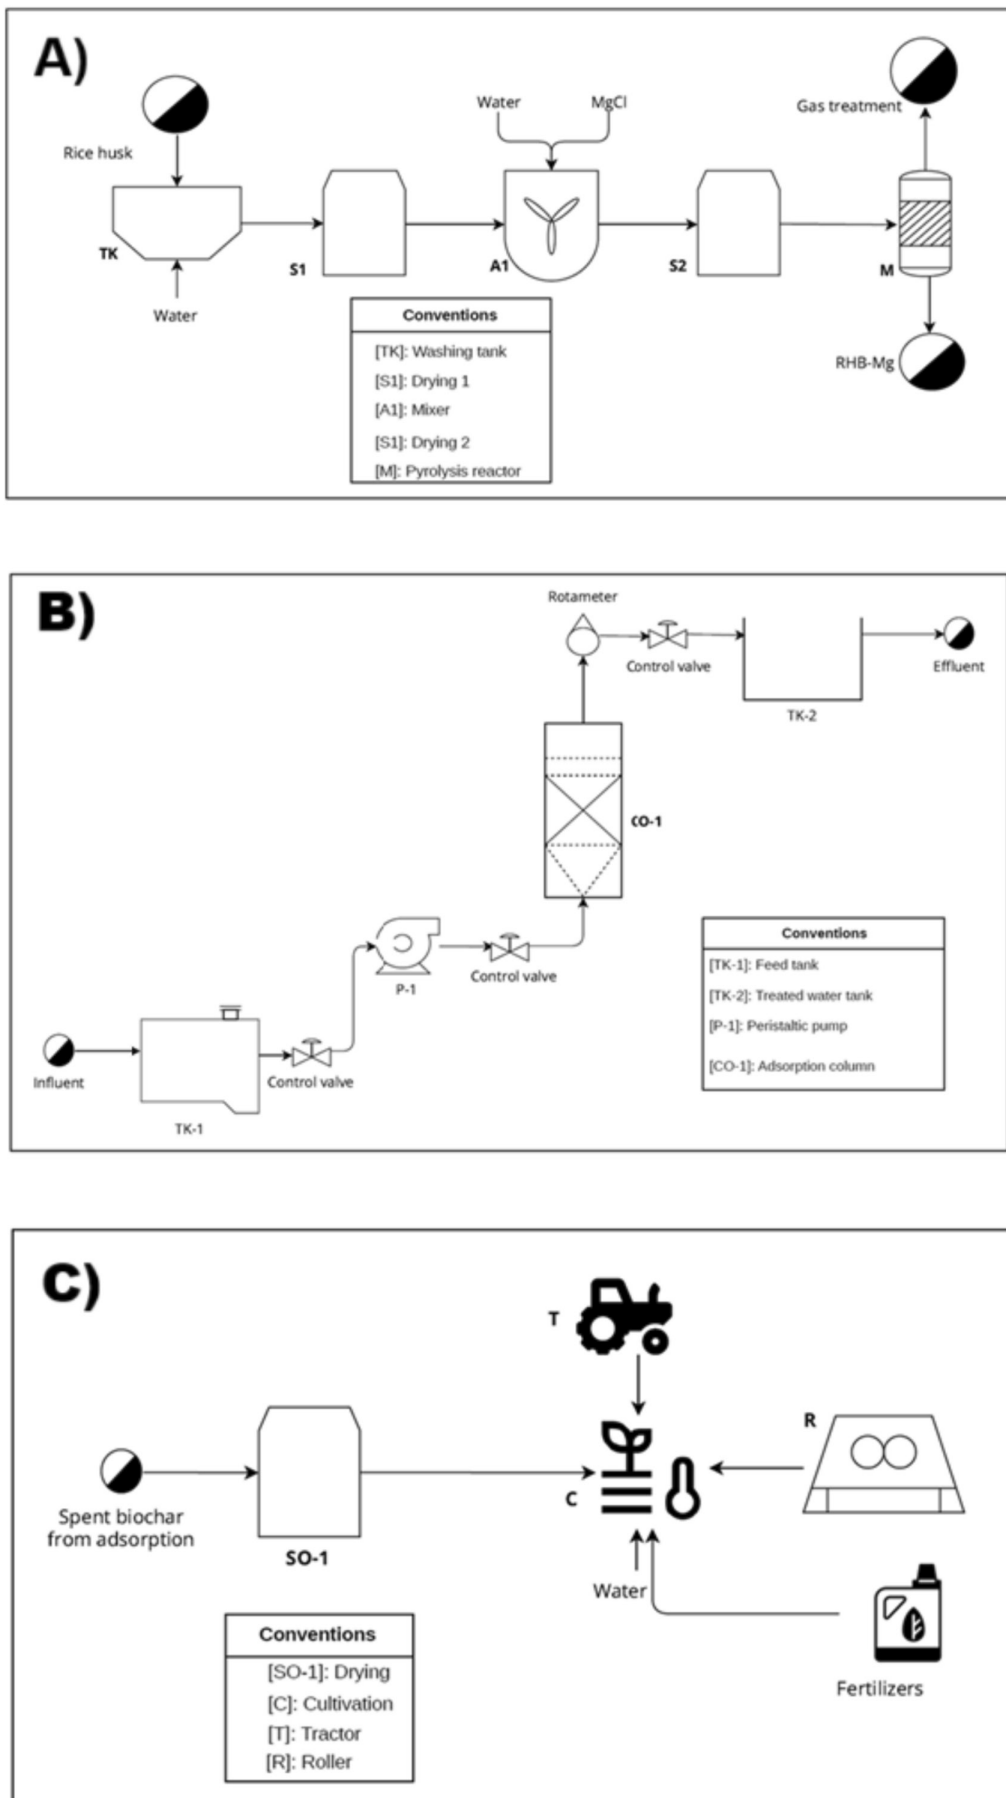 A)
Rice husk
TK
Water
S1
Water
MgCl
A1
S2
Gas treatment
M
RHB-Mg
Conventions
[TK]: Washing tank
[S1]: Drying 1
[A1]: Mixer
[S1]: Drying 2
[M]: Pyrolysis reactor
B)
Rotameter
Control valve
TK-2
Effluent
CO-1
P-1
Control valve
Influent
TK-1
Control valve
Conventions
[TK-1]: Feed tank
[TK-2]: Treated water tank
[P-1]: Peristaltic pump
[CO-1]: Adsorption column
C)
T
R
C
Spent biochar
from adsorption
SO-1
Water
Fertilizers
Conventions
[SO-1]: Drying
[C]: Cultivation
[T]: Tractor
[R]: Roller